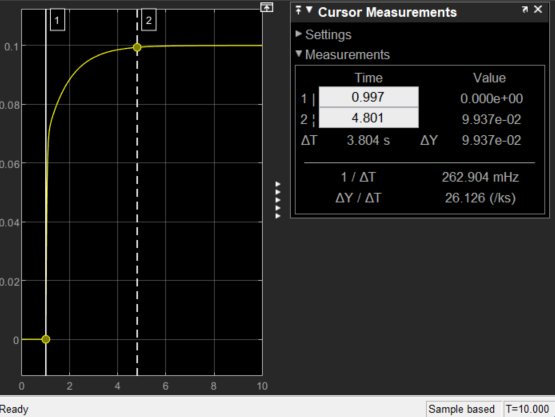 1
2
0.1
0.08
0.06
0.04
0.02
0
0 2 4 6 8 10
Cursor Measurements
Settings
Measurements
Time Value
1 | 0.997 0.000e+00
2 ¦ 4.801 9.937e-02
ΔT 3.804 s ΔY 9.937e-02
1 / ΔT 262.904 mHz
ΔY / ΔT 26.126 (/ks)
Ready
Sample based T=10.000